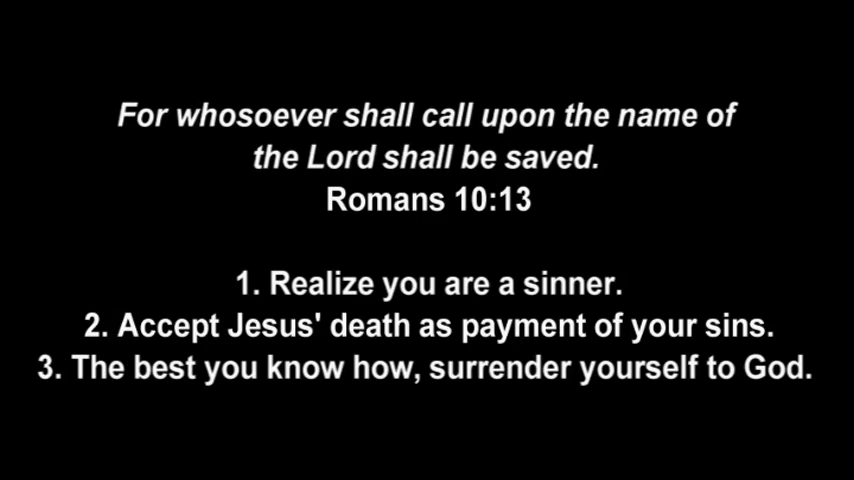 For whosoever shall call upon the name of
the Lord shall be saved.
Romans 10:13
1. Realize you are a sinner.
2. Accept Jesus' death as payment of your sins.
3. The best you know how, surrender yourself to God.